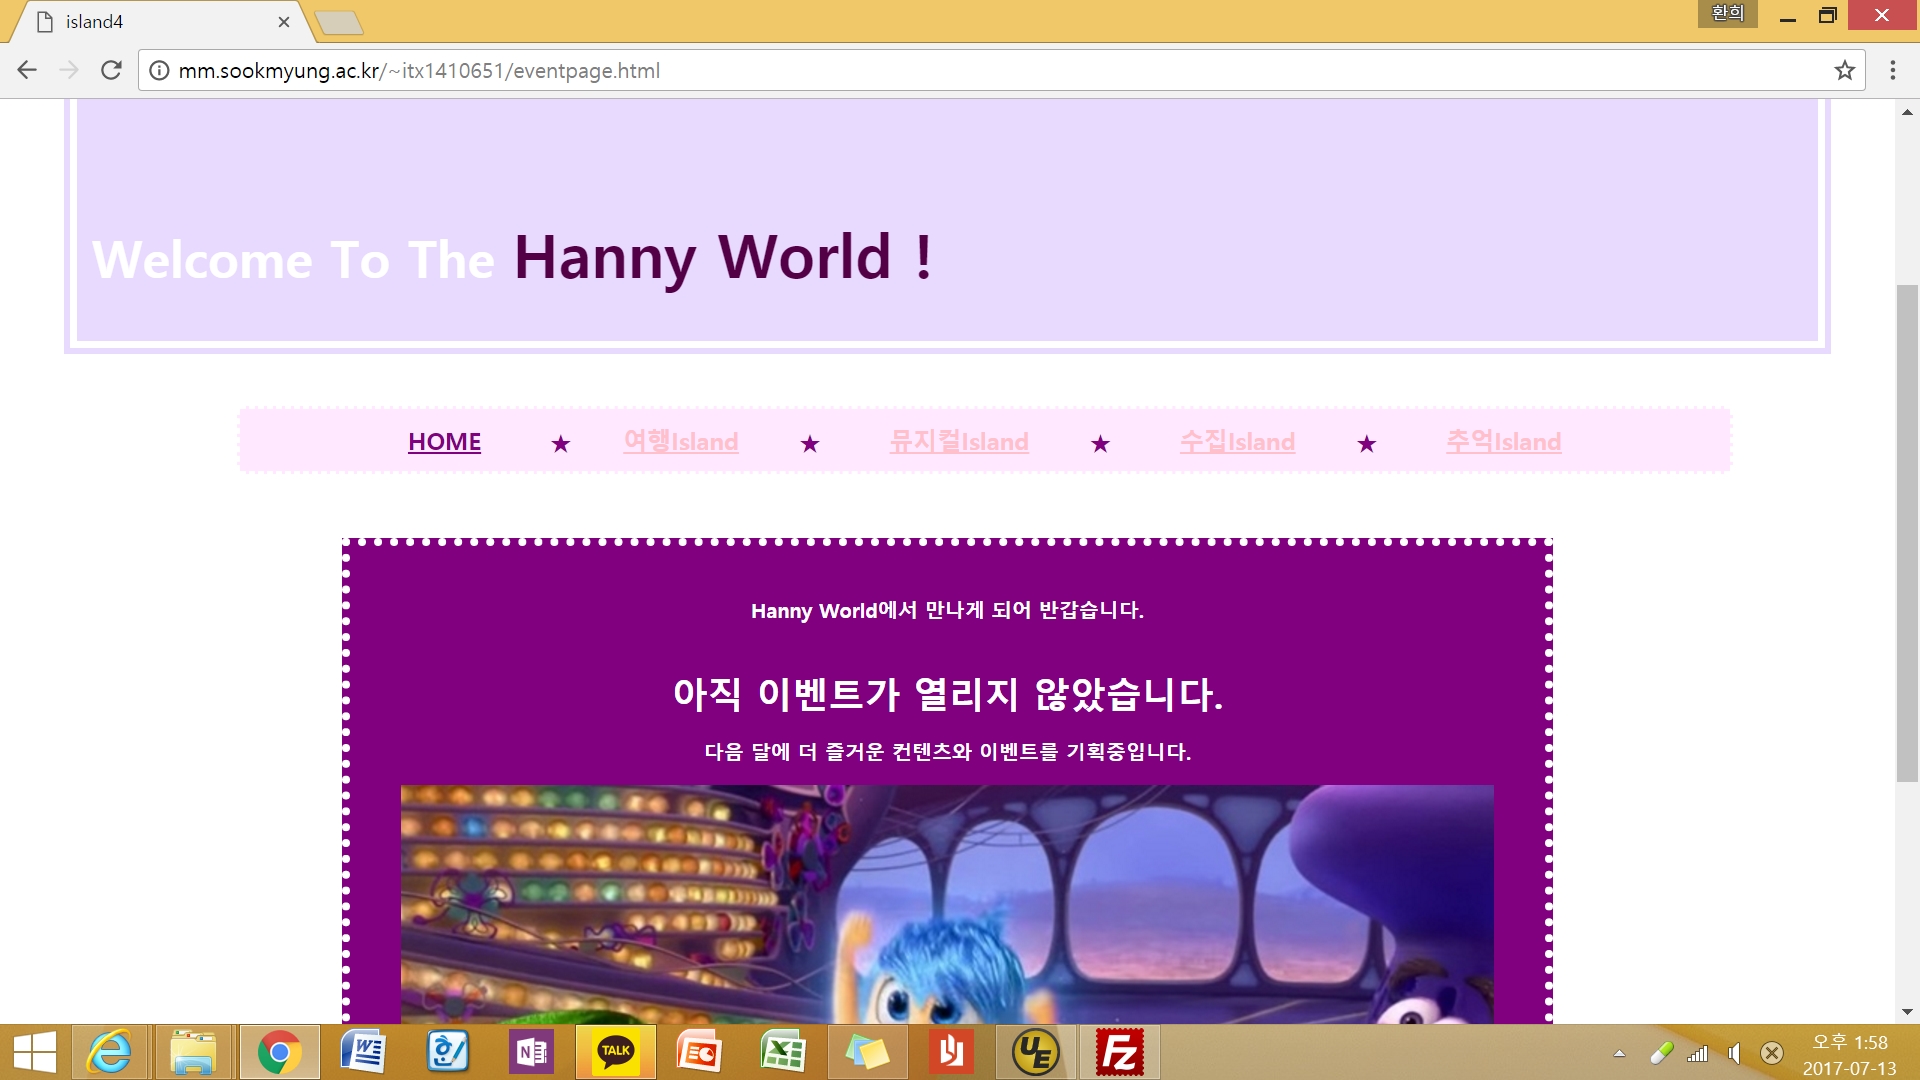 island4
환희
mm.sookmyung.ac.kr/~itx1410651/eventpage.html
Welcome To The Hanny World !
HOME ★ 여행Island ★ 뮤지컬Island ★ 수집Island ★ 추억Island
Hanny World에서 만나게 되어 반갑습니다.
아직 이벤트가 열리지 않았습니다.
다음 달에 더 즐거운 컨텐츠와 이벤트를 기획중입니다.
TALK
UE
FZ
오후 1:58
2017-07-13